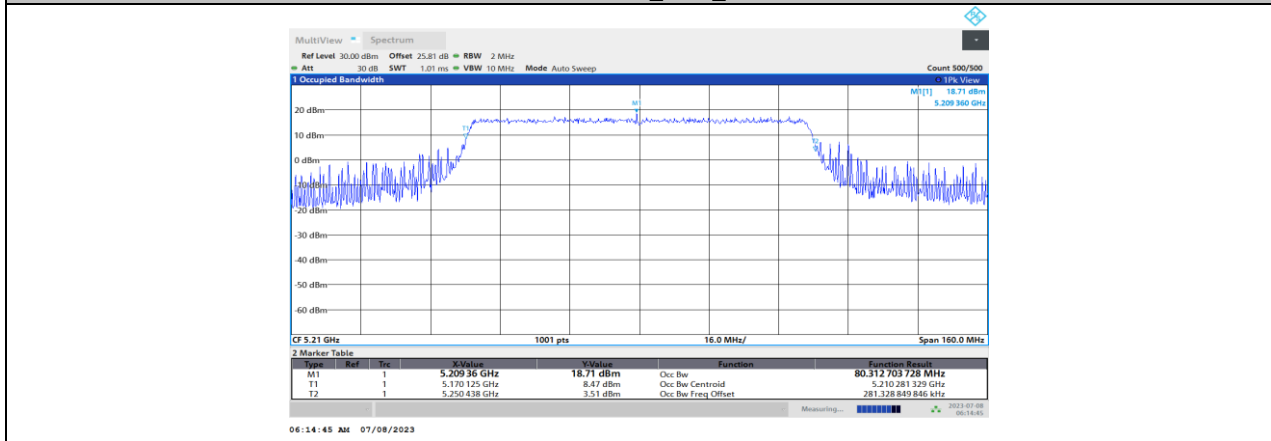 MultiView Spectrum
Ref Level 30.00 dBm Offset 25.81 dB RBW 2 MHz
Att 30 dB SWT 1.01 ms VBW 10 MHz Mode Auto Sweep Count 500/500
1 Occupied Bandwidth 1Pk View
M1[1] 18.71 dBm
5.209 360 GHz
20 dBm
M1
T1
10 dBm
T2
0 dBm
-10 dBm
-20 dBm
-30 dBm
-40 dBm
-50 dBm
-60 dBm
CF 5.21 GHz 1001 pts 16.0 MHz/ Span 160.0 MHz
2 Marker Table
Type Ref Trc X-Value Y-Value Function Function Result
M1 1 5.209 36 GHz 18.71 dBm Occ Bw 80.312 703 728 MHz
T1 1 5.170 125 GHz 8.47 dBm Occ Bw Centroid 5.210 281 329 GHz
T2 1 5.250 438 GHz 3.51 dBm Occ Bw Freq Offset 281.328 849 846 kHz
Measuring... 2023-07-08
06:14:45
06:14:45 AM 07/08/2023